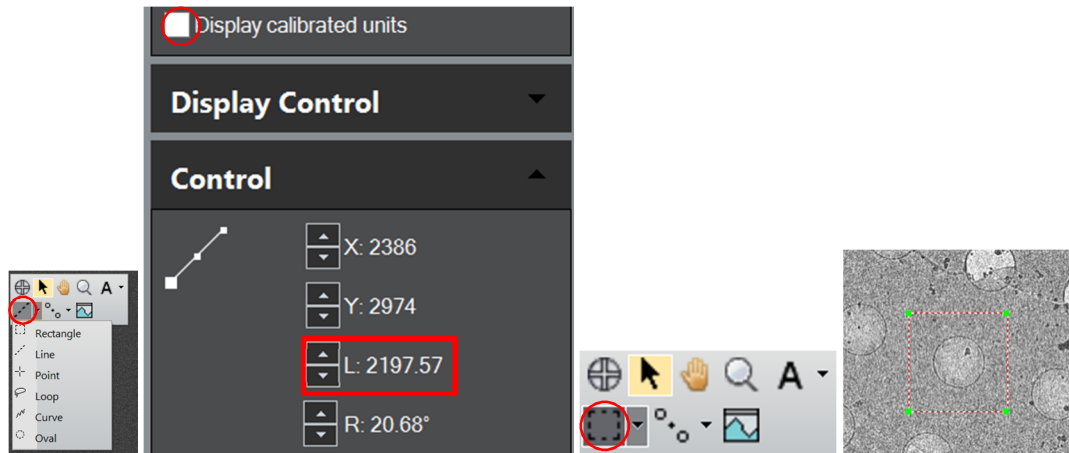 A
Rectangle
Line
Point
Loop
Curve
Oval
Display calibrated units
Display Control
Control
X: 2386
Y: 2974
L: 2197.57
R: 20.68°
A